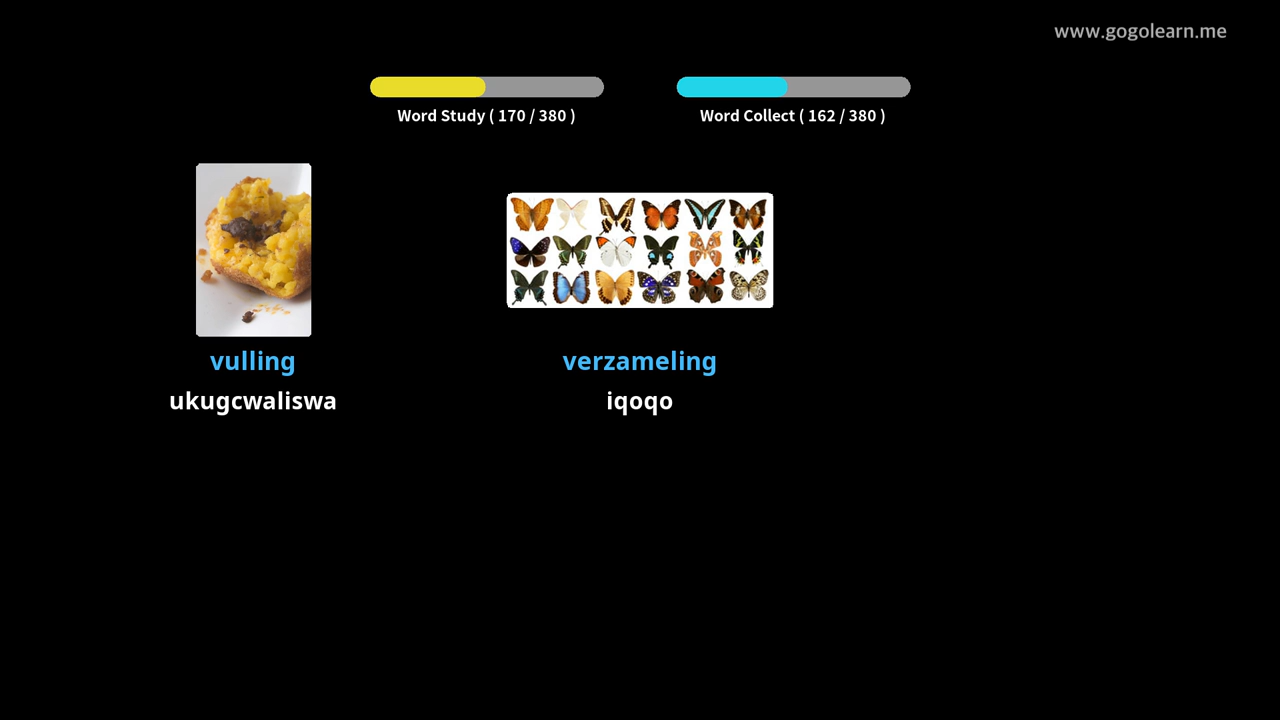 www.gogolearn.me
Word Study ( 170 / 380 )
Word Collect ( 162 / 380 )
vulling
ukugcwaliswa
verzameling
iqoqo